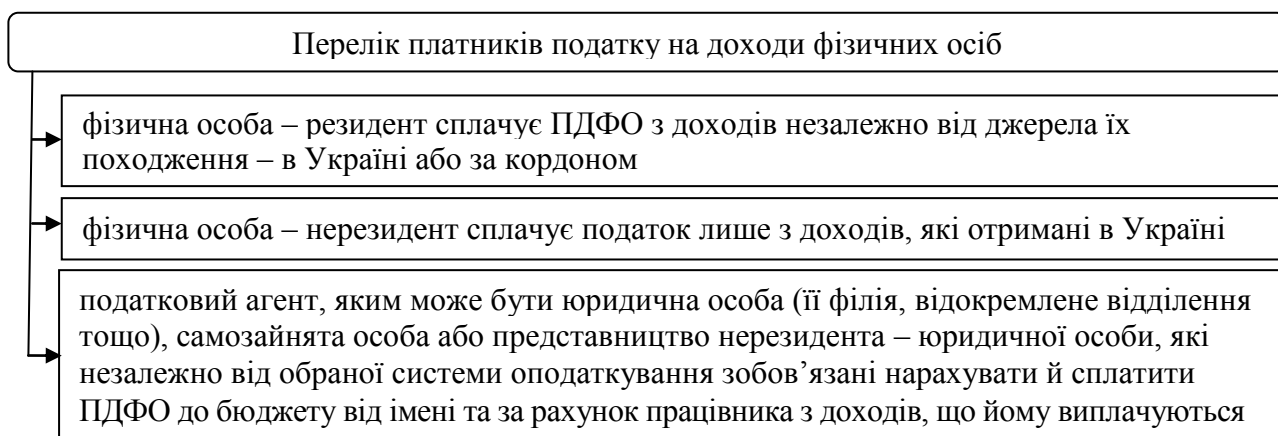 Перелік платників податку на доходи фізичних осіб
фізична особа – резидент сплачує ПДФО з доходів незалежно від джерела їх
походження – в Україні або за кордоном
фізична особа – нерезидент сплачує податок лише з доходів, які отримані в Україні
податковий агент, яким може бути юридична особа (її філія, відокремлене відділення
тощо), самозайнята особа або представництво нерезидента – юридичної особи, які
незалежно від обраної системи оподаткування зобов’язані нарахувати й сплатити
ПДФО до бюджету від імені та за рахунок працівника з доходів, що йому виплачуються